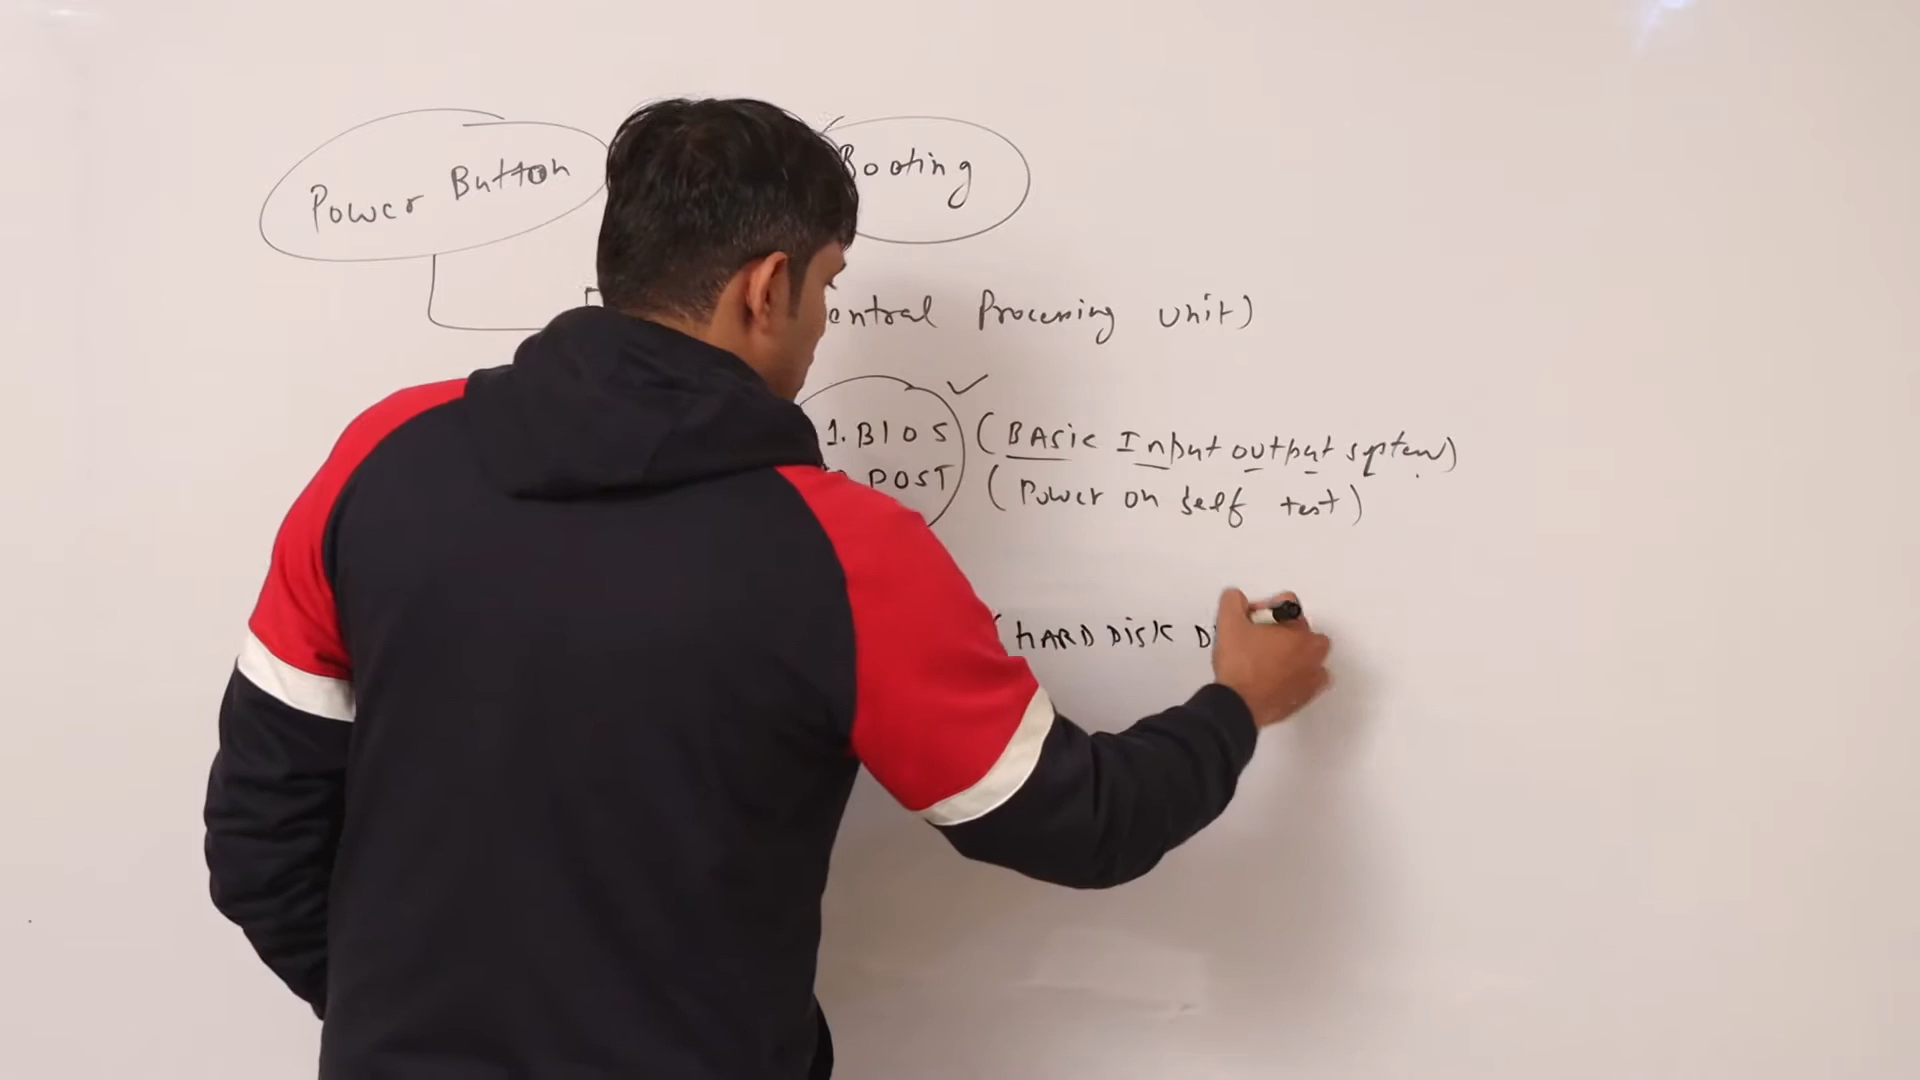 Power Button Booting
entral Processing unit)
1. BIOS (BASic Input output system)
POST (Power on self test)
(HARD DISK D